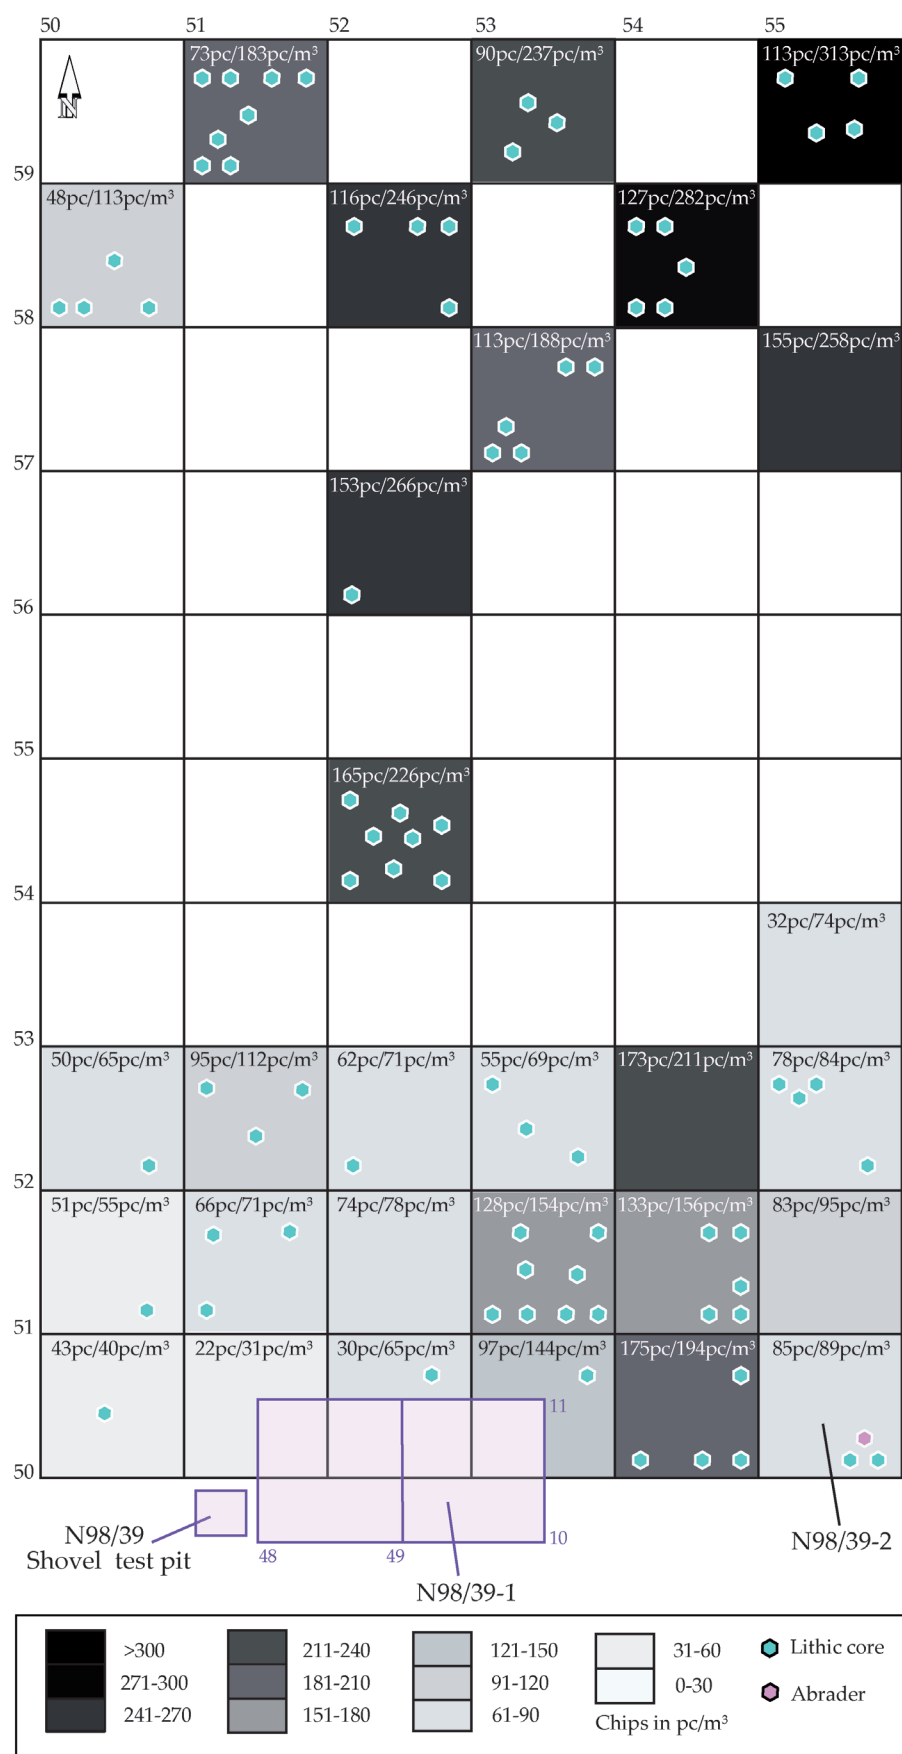 50 51 52 53 54 55
73pc/183pc/m³ 90pc/237pc/m³ 113pc/313pc/m³
N
59
48pc/113pc/m³ 116pc/246pc/m³ 127pc/282pc/m³
58
113pc/188pc/m³ 155pc/258pc/m³
57
153pc/266pc/m³
56
55
165pc/226pc/m³
54
32pc/74pc/m³
53
50pc/65pc/m³ 95pc/112pc/m³ 62pc/71pc/m³ 55pc/69pc/m³ 173pc/211pc/m³ 78pc/84pc/m³
52
51pc/55pc/m³ 66pc/71pc/m³ 74pc/78pc/m³ 128pc/154pc/m³ 133pc/156pc/m³ 83pc/95pc/m³
51
43pc/40pc/m³ 22pc/31pc/m³ 30pc/65pc/m³ 97pc/144pc/m³ 175pc/194pc/m³ 85pc/89pc/m³
11
50
N98/39
Shovel test pit
48 49 10
N98/39-2
N98/39-1
>300 211-240 121-150 31-60 Lithic core
271-300 181-210 91-120 0-30 Abrader
241-270 151-180 61-90 Chips in pc/m³